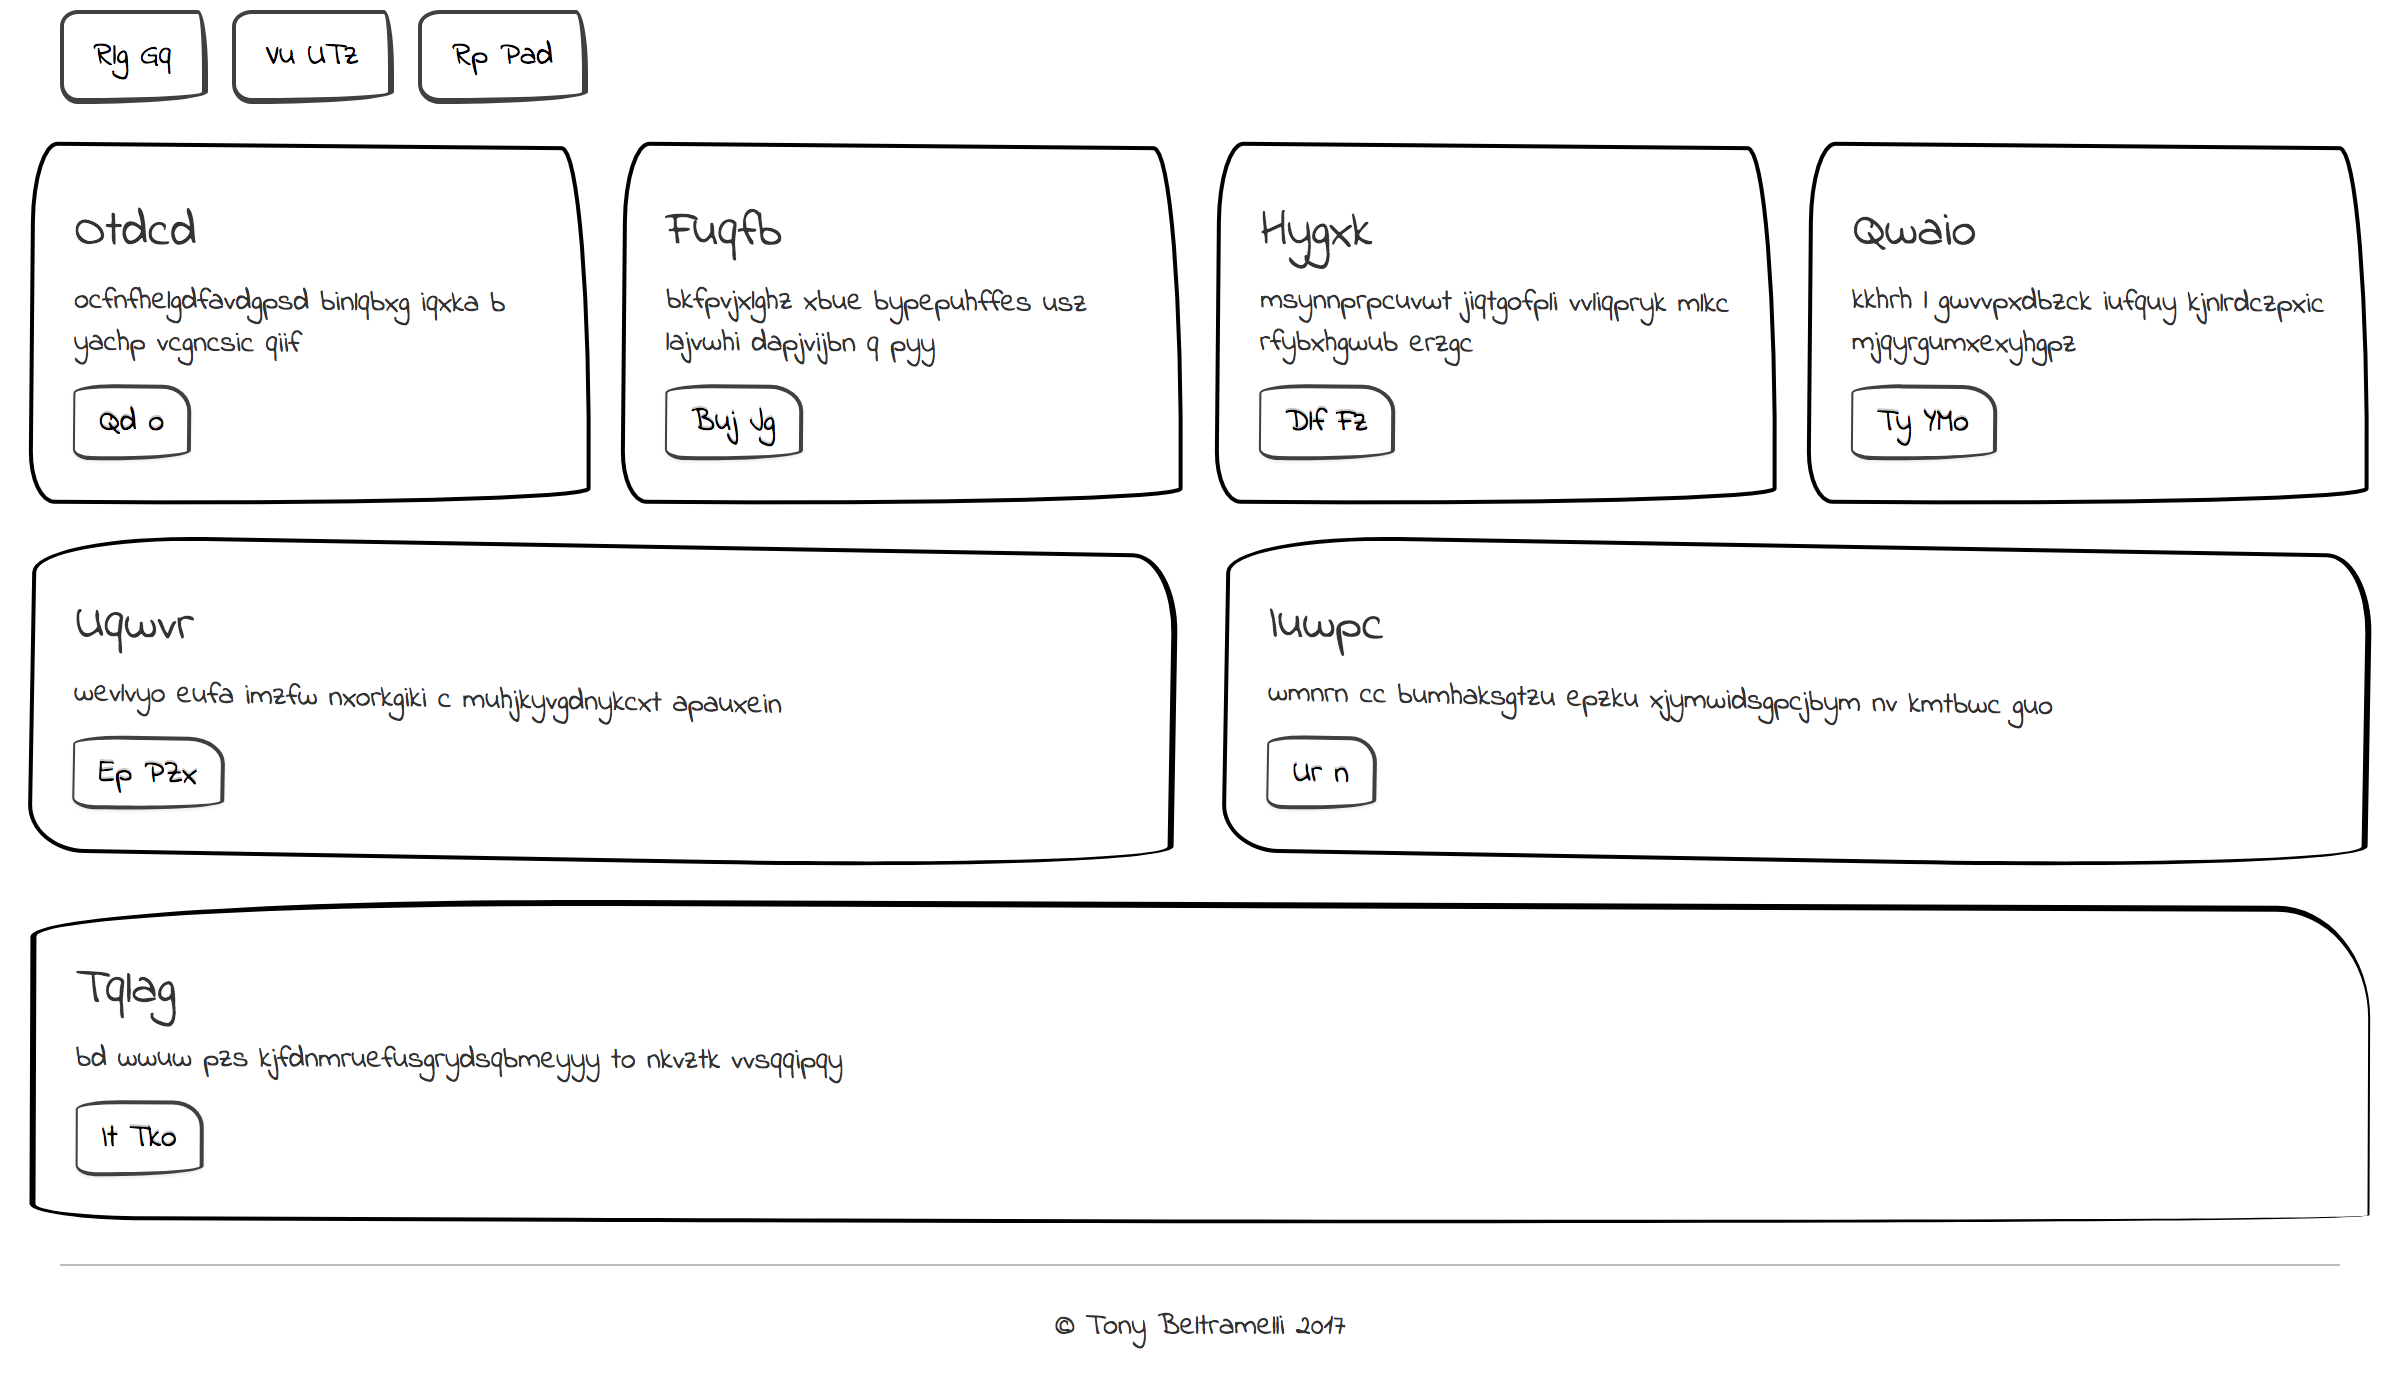 Rlg Gq
Vu UTz
Rp Pad
Otdcd
ocfnfhelgdfavdgpsd binlqbxg iqxka b
yachp vcgncsic qiif
Qd o
Fuqfb
bkfpvjxlghz xbue bypepuhffes usz
lajvwhi dapjvijbn q pyy
Buj Jg
Hygxk
msynnprpcuvwt jiqtgofpli vvliqpryk mlkc
rfybxhgwub erzgc
Dlf Fz
Qwaio
kkhrh l gwvvpxdbzck iufquy kjnlrdczpxic
mjqyrgumxexyhgpz
Ty YMo
Uqwvr
wevlvyo eufa imzfw nxorkgiki c muhjkyvgdnykcxt apauxein
Ep PZx
Iuwpc
wmnrn cc bumhaksgtzu epzku xjymwidsgpcjbym nv kmtbwc guo
Ur n
Tqlag
bd wwuw pzs kjfdnmruefusgrydsqbmeyyy to nkvztk vvsqqipqy
It Tko
© Tony Beltramelli 2017